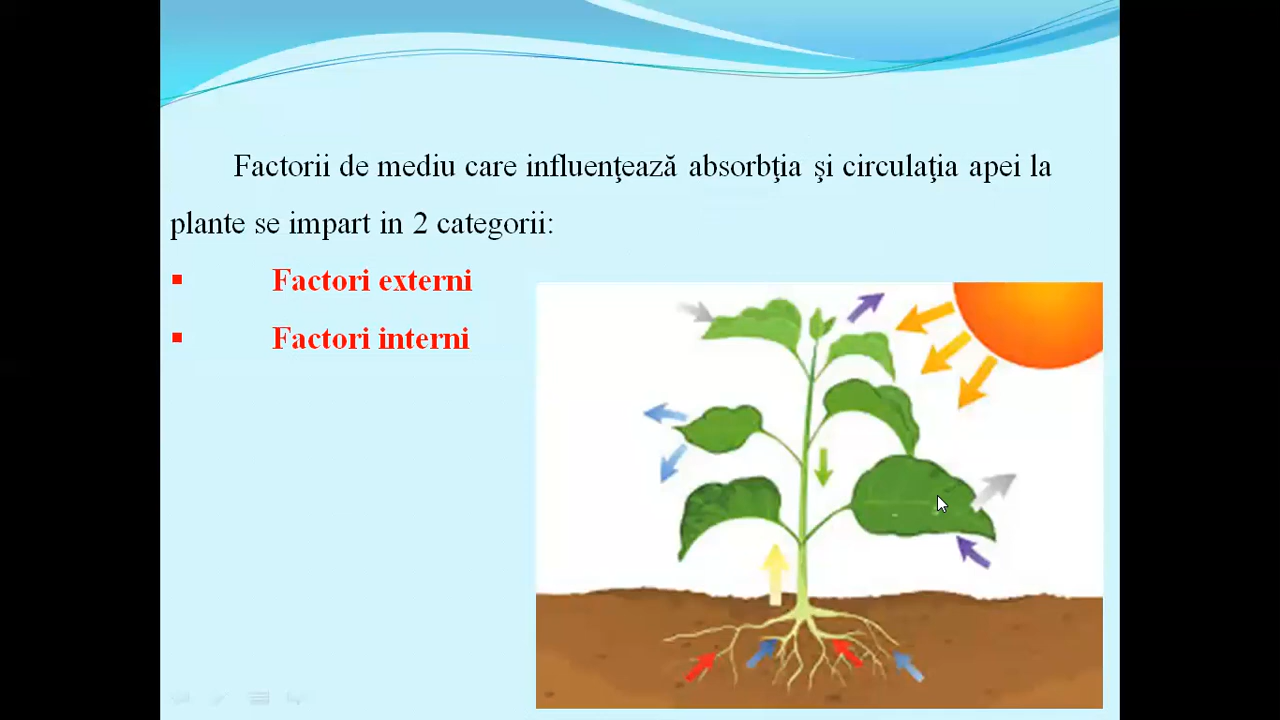 Factorii de mediu care influenţează absorbţia şi circulaţia apei la
plante se impart in 2 categorii:
Factori externi
Factori interni